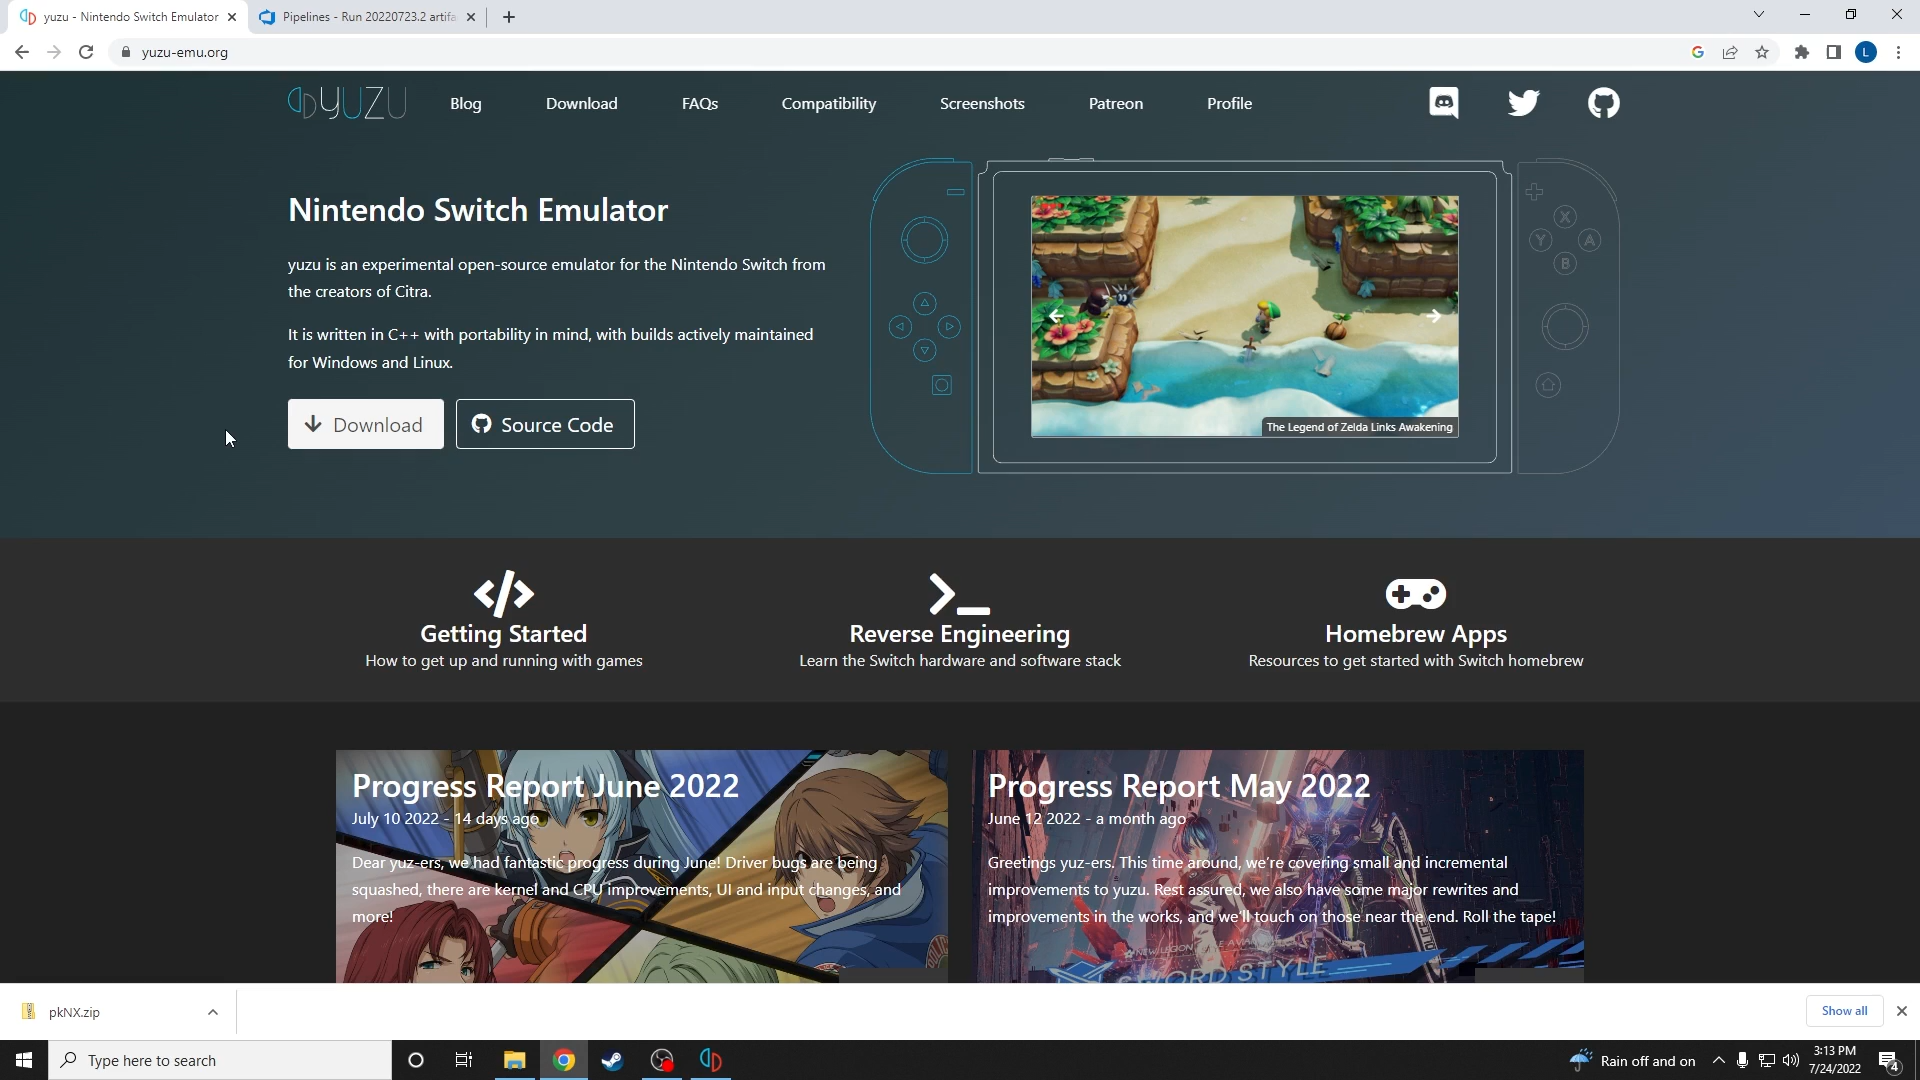 yuzu - Nintendo Switch Emulator
Pipelines - Run 20220723.2 artifa
yuzu-emu.org
L
YUZU
Blog
Download
FAQs
Compatibility
Screenshots
Patreon
Profile
Nintendo Switch Emulator
yuzu is an experimental open-source emulator for the Nintendo Switch from
the creators of Citra.
It is written in C++ with portability in mind, with builds actively maintained
for Windows and Linux.
Download
Source Code
X
Y
A
B
The Legend of Zelda Links Awakening
Getting Started
How to get up and running with games
Reverse Engineering
Learn the Switch hardware and software stack
Homebrew Apps
Resources to get started with Switch homebrew
Progress Report June 2022
July 10 2022 - 14 days ago
Dear yuz-ers, we had fantastic progress during June! Driver bugs are being
squashed, there are kernel and CPU improvements, UI and input changes, and
more!
Progress Report May 2022
June 12 2022 - a month ago
Greetings yuz-ers. This time around, we're covering small and incremental
improvements to yuzu. Rest assured, we also have some major rewrites and
improvements in the works, and we'll touch on those near the end. Roll the tape!
SWORD STYLE
pkNX.zip
Show all
Type here to search
Rain off and on
3:13 PM
7/24/2022
4